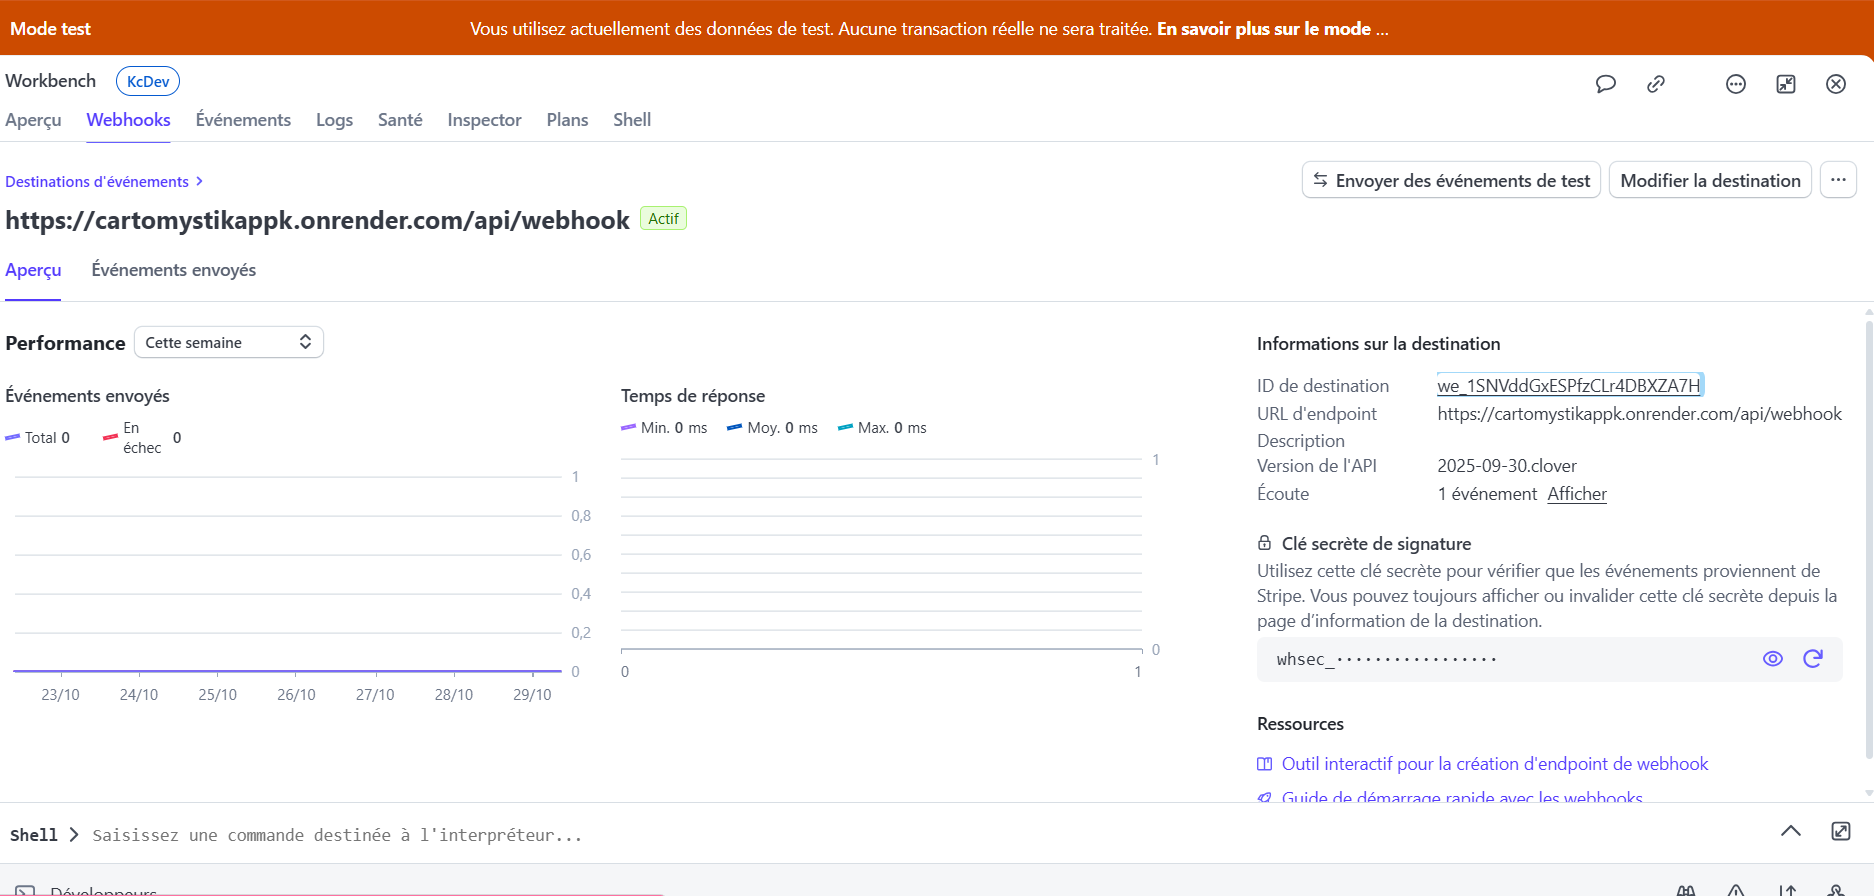 Mode test
Vous utilisez actuellement des données de test. Aucune transaction réelle ne sera traitée. En savoir plus sur le mode ...
Workbench KcDev
Aperçu Webhooks Événements Logs Santé Inspector Plans Shell
Destinations d'événements
Envoyer des événements de test Modifier la destination ...
https://cartomystikappk.onrender.com/api/webhook Actif
Aperçu Événements envoyés
Performance Cette semaine
Événements envoyés
Total 0 En échec 0
1
0,8
0,6
0,4
0,2
0
23/10 24/10 25/10 26/10 27/10 28/10 29/10
Temps de réponse
Min. 0 ms Moy. 0 ms Max. 0 ms
1
0
0 1
Informations sur la destination
ID de destination we_1SNVddGxESPfzCLr4DBXZA7H
URL d'endpoint https://cartomystikappk.onrender.com/api/webhook
Description
Version de l'API 2025-09-30.clover
Écoute 1 événement Afficher
Clé secrète de signature
Utilisez cette clé secrète pour vérifier que les événements proviennent de
Stripe. Vous pouvez toujours afficher ou invalider cette clé secrète depuis la
page d’information de la destination.
whsec_·················
Ressources
Outil interactif pour la création d'endpoint de webhook
Guide de démarrage rapide avec les webhooks
Shell Saisissez une commande destinée à l'interpréteur...
Développeurs